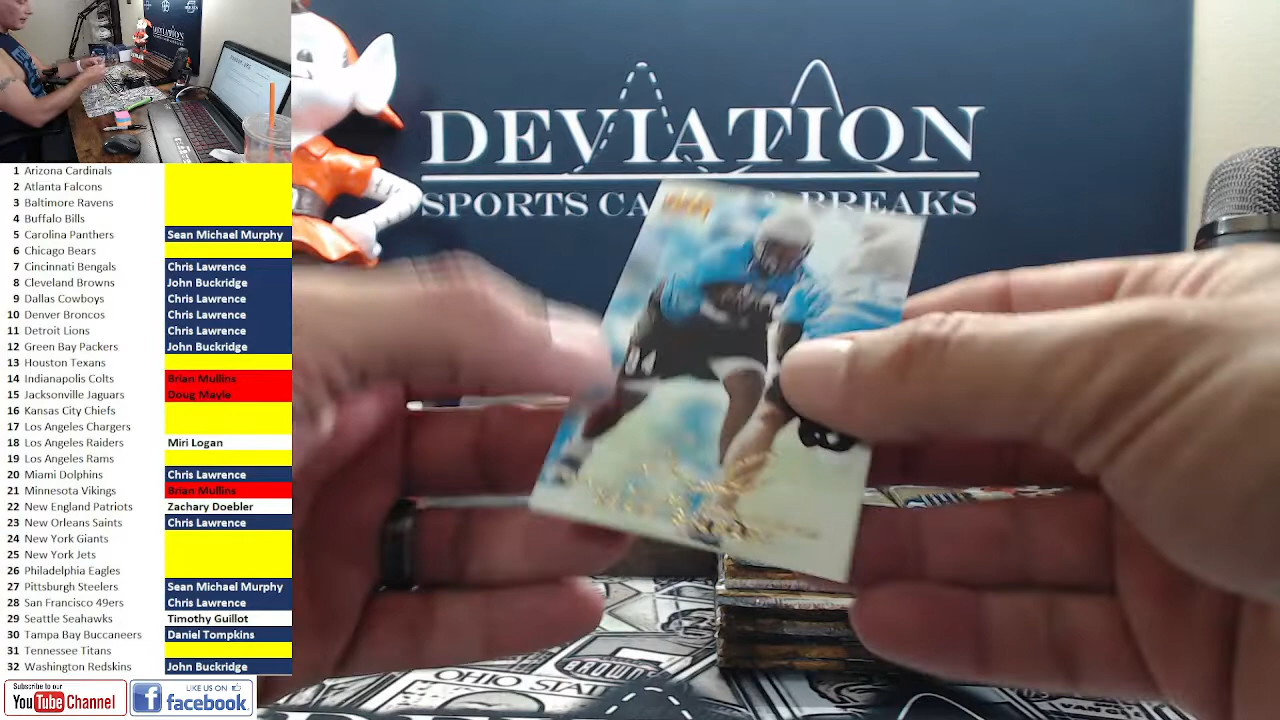 DEVIATION
SPORTS CA & BREAKS
1 Arizona Cardinals
2 Atlanta Falcons
3 Baltimore Ravens
4 Buffalo Bills
5 Carolina Panthers Sean Michael Murphy
6 Chicago Bears
7 Cincinnati Bengals Chris Lawrence
8 Cleveland Browns John Buckridge
9 Dallas Cowboys Chris Lawrence
10 Denver Broncos Chris Lawrence
11 Detroit Lions Chris Lawrence
12 Green Bay Packers John Buckridge
13 Houston Texans
14 Indianapolis Colts Brian Mullins
15 Jacksonville Jaguars Doug Mayle
16 Kansas City Chiefs
17 Los Angeles Chargers
18 Los Angeles Raiders Miri Logan
19 Los Angeles Rams
20 Miami Dolphins Chris Lawrence
21 Minnesota Vikings Brian Mullins
22 New England Patriots Zachary Doebler
23 New Orleans Saints Chris Lawrence
24 New York Giants
25 New York Jets
26 Philadelphia Eagles
27 Pittsburgh Steelers Sean Michael Murphy
28 San Francisco 49ers Chris Lawrence
29 Seattle Seahawks Timothy Guillot
30 Tampa Bay Buccaneers Daniel Tompkins
31 Tennessee Titans
32 Washington Redskins John Buckridge
BROWNS
OHIO STAT
Subscribe to our
YouTube Channel
LIKE US ON
facebook.
DEVIATION